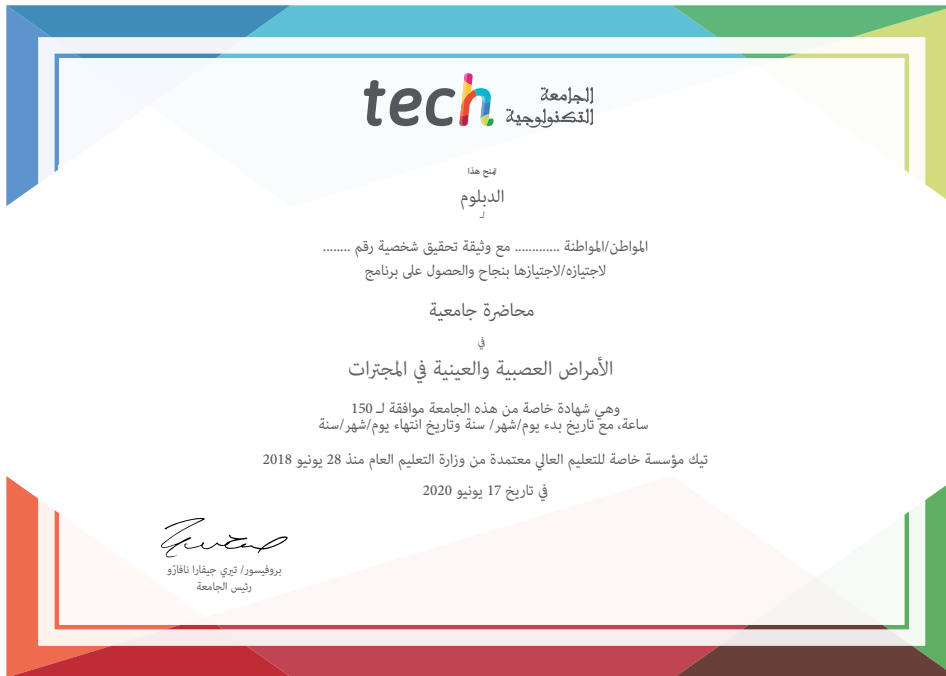 tech الجامعة
التكنولوجية
يمنح هذا
الدبلوم
لـ
المواطن/المواطنة ............. مع وثيقة تحقيق شخصية رقم ........
لاجتيازه/لاجتيازها بنجاح والحصول على برنامج
محاضرة جامعية
في
الأمراض العصبية والعينية في المجترات
وهي شهادة خاصة من هذه الجامعة موافقة لـ 150
ساعة، مع تاريخ بدء يوم/شهر/ سنة وتاريخ انتهاء يوم/شهر/سنة
تيك مؤسسة خاصة للتعليم العالي معتمدة من وزارة التعليم العام منذ 28 يونيو 2018
في تاريخ 17 يونيو 2020
بروفيسور/ تيري جيفارا نافارّو
رئيس الجامعة